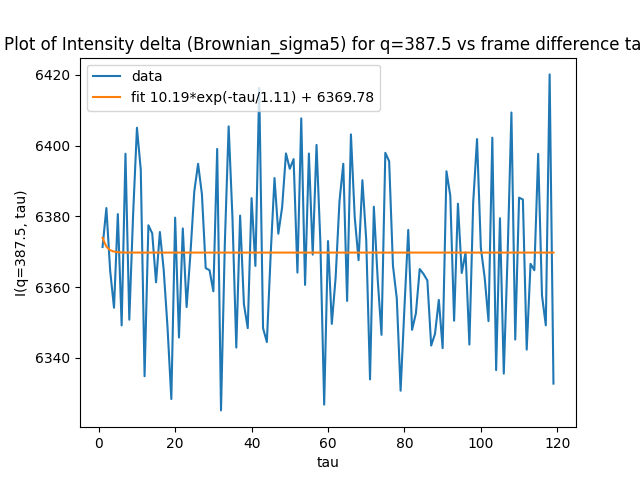 Plot of Intensity delta (Brownian_sigma5) for q=387.5 vs frame difference ta
data
fit 10.19*exp(-tau/1.11) + 6369.78
I(q=387.5, tau)
6420
6400
6380
6360
6340
0 20 40 60 80 100 120
tau